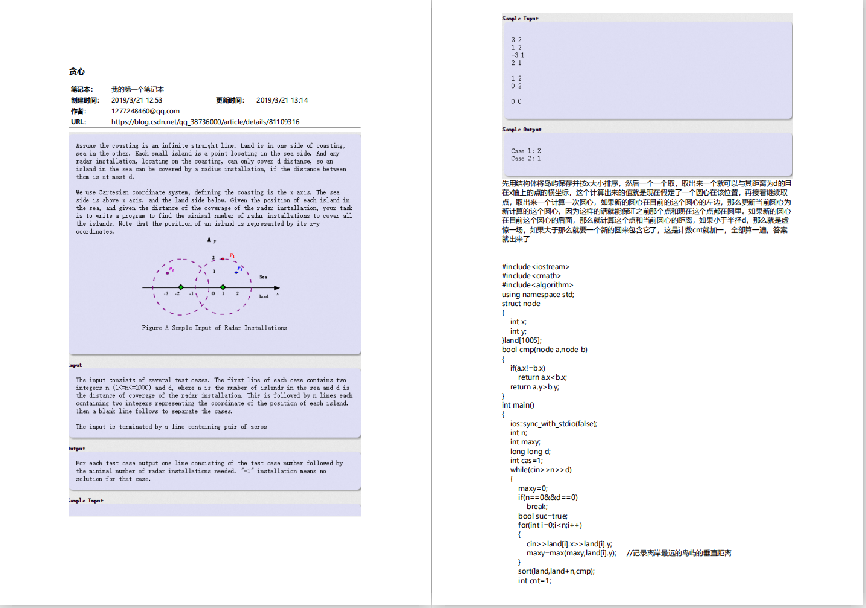 贪心
笔记本: 我的第一个笔记本
创建时间: 2019/3/21 12:53 更新时间: 2019/3/21 13:14
作者: 1277248460@qq.com
URL: https://blog.csdn.net/qq_38736000/article/details/81109316
Assume the coasting is an infinite straight line. Land is in one side of coasting,
sea in the other. Each small island is a point locating in the sea side. And any
radar installation, locating on the coasting, can only cover d distance, so an
island in the sea can be covered by a radius installation, if the distance between
them is at most d.
We use Cartesian coordinate system, defining the coasting is the x axis. The sea
side is above x axis, and the land side below. Given the position of each island in
the sea, and given the distance of the coverage of the radar installation, your task
is to write a program to find the minimal number of radar installations to cover all
the islands. Note that the position of an island is represented by its x-y
coordinates.
y
2
P1
1
Sea
-3 -2 -1 0 1 2 x
Land
Figure A Sample Input of Radar Installations
Input
The input consists of several test cases. The first line of each case contains two
integers n (1<=n<=1000) and d, where n is the number of islands in the sea and d is
the distance of coverage of the radar installation. This is followed by n lines each
containing two integers representing the coordinate of the position of each island.
Then a blank line follows to separate the cases.
The input is terminated by a line containing pair of zeros
Output
For each test case output one line consisting of the test case number followed by
the minimal number of radar installations needed. "-1" installation means no
solution for that case.
Sample Input
Sample Input
3 2
1 2
-3 1
2 1
1 2
0 2
0 0
Sample Output
Case 1: 2
Case 2: 1
#include<iostream>
#include<cmath>
#include<algorithm>
using namespace std;
struct node
{
int x;
int y;
}land[1005];
bool cmp(node a,node b)
{
if(a.x!=b.x)
return a.x<b.x;
return a.y>b.y;
}
int main()
{
ios::sync_with_stdio(false);
int n;
int maxy;
long long d;
int cas=1;
while(cin>>n>>d)
{
maxy=0;
if(n==0&&d==0)
break;
bool suc=true;
for(int i=0;i<n;i++)
{
cin>>land[i].x>>land[i].y;
maxy=max(maxy,land[i].y); //记录离岸最远的岛屿的垂直距离
}
sort(land,land+n,cmp);
int cnt=1;